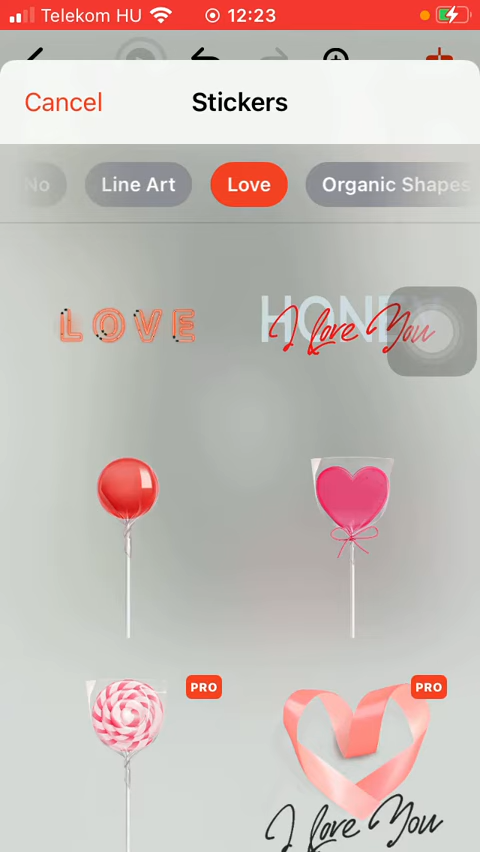 Telekom HU 12:23
Cancel Stickers
No Line Art Love Organic Shapes
LOVE
HONEY
I love You
PRO PRO
I love You